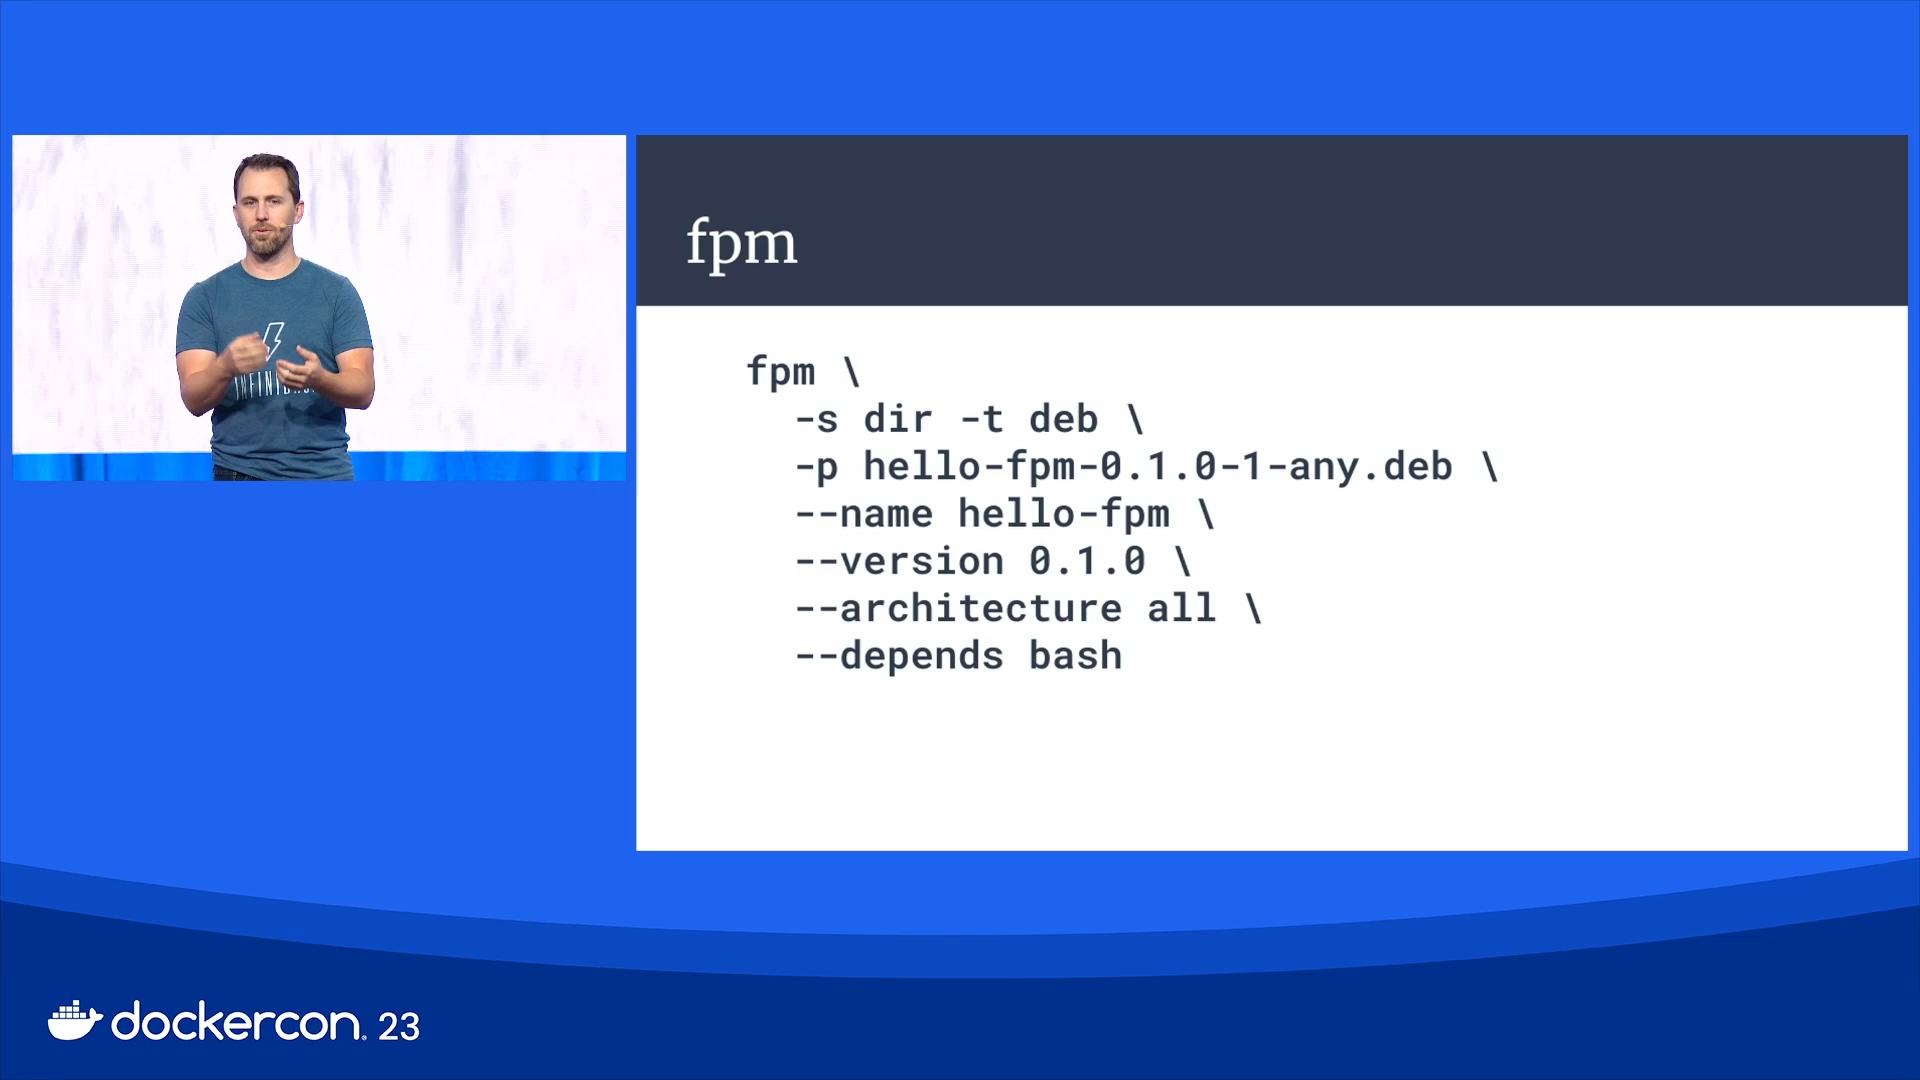 fpm
fpm \
-s dir -t deb \
-p hello-fpm-0.1.0-1-any.deb \
--name hello-fpm \
--version 0.1.0 \
--architecture all \
--depends bash
dockercon. 23